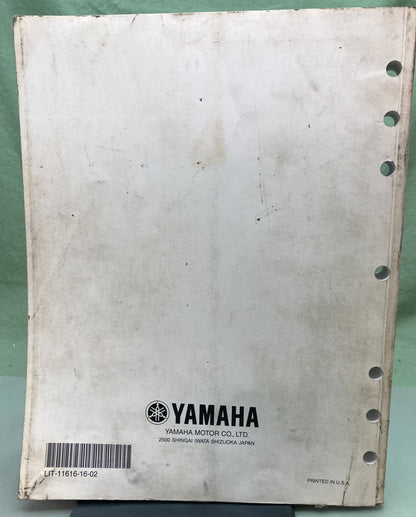 YAMAHA
YAMAHA MOTOR CO., LTD.
2500 SHINGAI IWATA SHIZUOKA JAPAN
LIT-11616-16-02
PRINTED IN U.S.A.